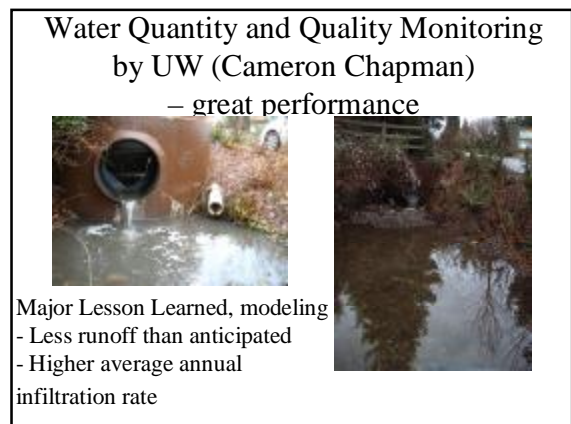 Water Quantity and Quality Monitoring
by UW (Cameron Chapman)
– great performance
Major Lesson Learned, modeling
- Less runoff than anticipated
- Higher average annual
infiltration rate